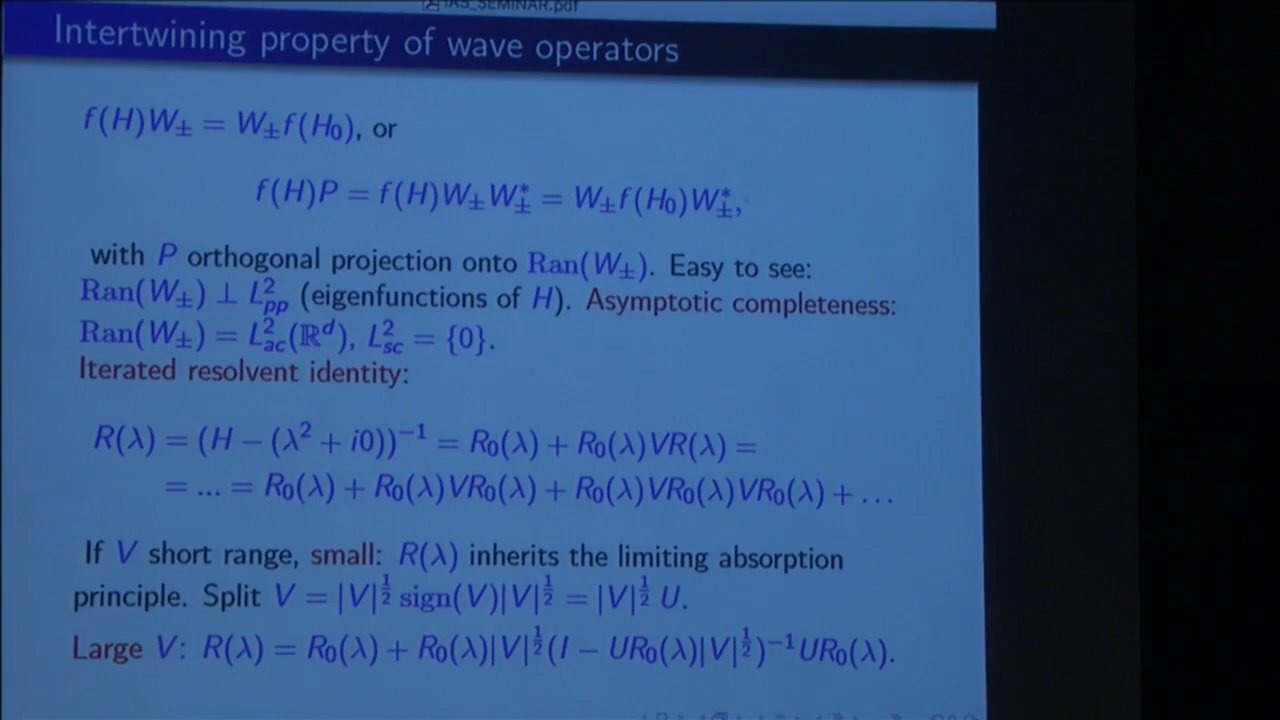 IAS_SEMINAR.pdf
Intertwining property of wave operators
f(H)W± = W±f(H₀), or
f(H)P = f(H)W±W±* = W±f(H₀)W±*,
with P orthogonal projection onto Ran(W±). Easy to see:
Ran(W±) ⊥ L²pp (eigenfunctions of H). Asymptotic completeness:
Ran(W±) = L²ac(ℝᵈ), L²sc = {0}.
Iterated resolvent identity:
R(λ) = (H − (λ² + i0))⁻¹ = R₀(λ) + R₀(λ)VR(λ) =
= ... = R₀(λ) + R₀(λ)VR₀(λ) + R₀(λ)VR₀(λ)VR₀(λ) + ...
If V short range, small: R(λ) inherits the limiting absorption
principle. Split V = |V|^½ sign(V)|V|^½ = |V|^½ U.
Large V: R(λ) = R₀(λ) + R₀(λ)|V|^½(I − UR₀(λ)|V|^½)⁻¹UR₀(λ).